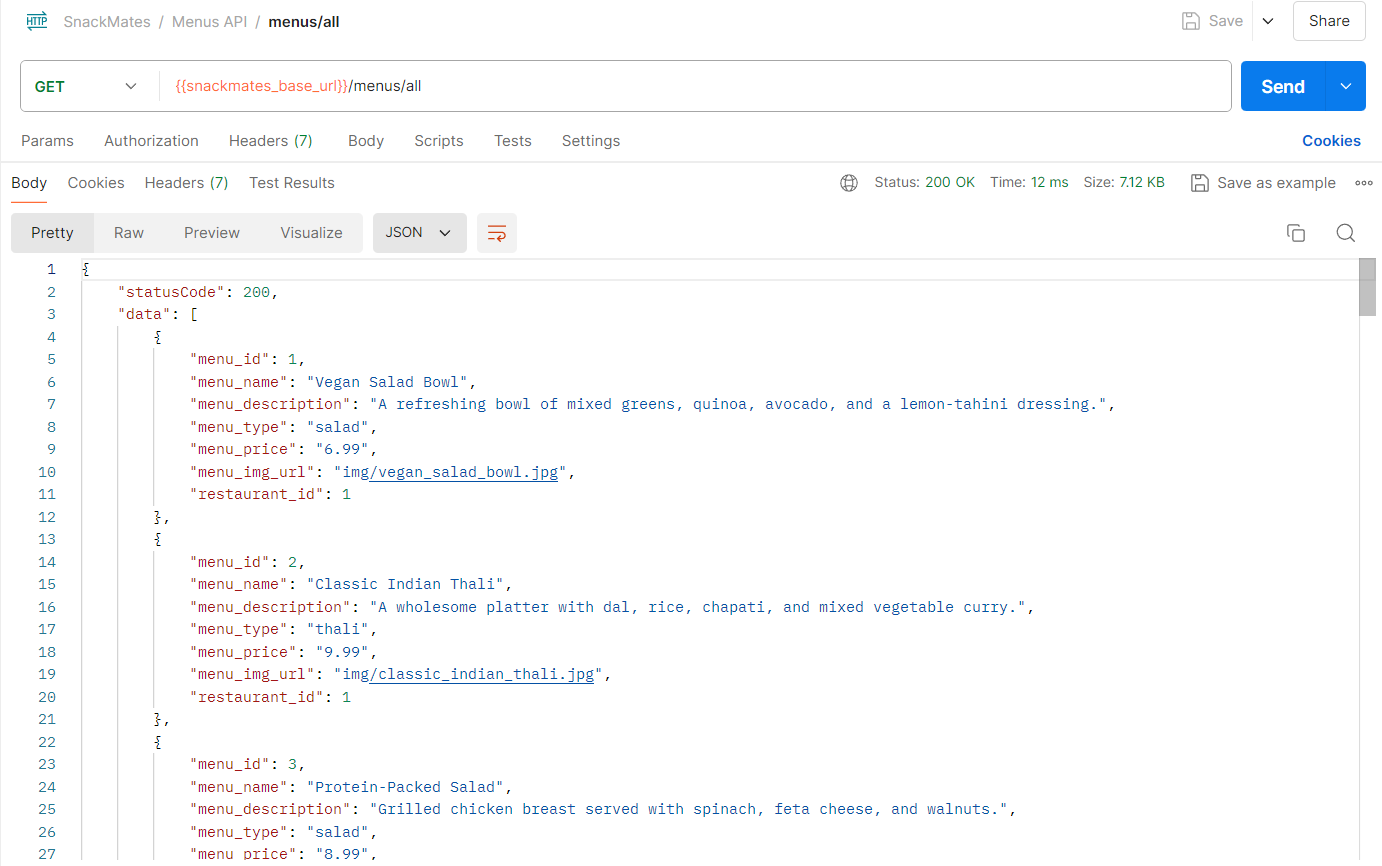 HTTP SnackMates / Menus API / menus/all Save Share
GET {{snackmates_base_url}}/menus/all Send
Params Authorization Headers (7) Body Scripts Tests Settings Cookies
Body Cookies Headers (7) Test Results Status: 200 OK Time: 12 ms Size: 7.12 KB Save as example
Pretty Raw Preview Visualize JSON
1 {
2 "statusCode": 200,
3 "data": [
4 {
5 "menu_id": 1,
6 "menu_name": "Vegan Salad Bowl",
7 "menu_description": "A refreshing bowl of mixed greens, quinoa, avocado, and a lemon-tahini dressing.",
8 "menu_type": "salad",
9 "menu_price": "6.99",
10 "menu_img_url": "img/vegan_salad_bowl.jpg",
11 "restaurant_id": 1
12 },
13 {
14 "menu_id": 2,
15 "menu_name": "Classic Indian Thali",
16 "menu_description": "A wholesome platter with dal, rice, chapati, and mixed vegetable curry.",
17 "menu_type": "thali",
18 "menu_price": "9.99",
19 "menu_img_url": "img/classic_indian_thali.jpg",
20 "restaurant_id": 1
21 },
22 {
23 "menu_id": 3,
24 "menu_name": "Protein-Packed Salad",
25 "menu_description": "Grilled chicken breast served with spinach, feta cheese, and walnuts.",
26 "menu_type": "salad",
27 "menu_price": "8.99",